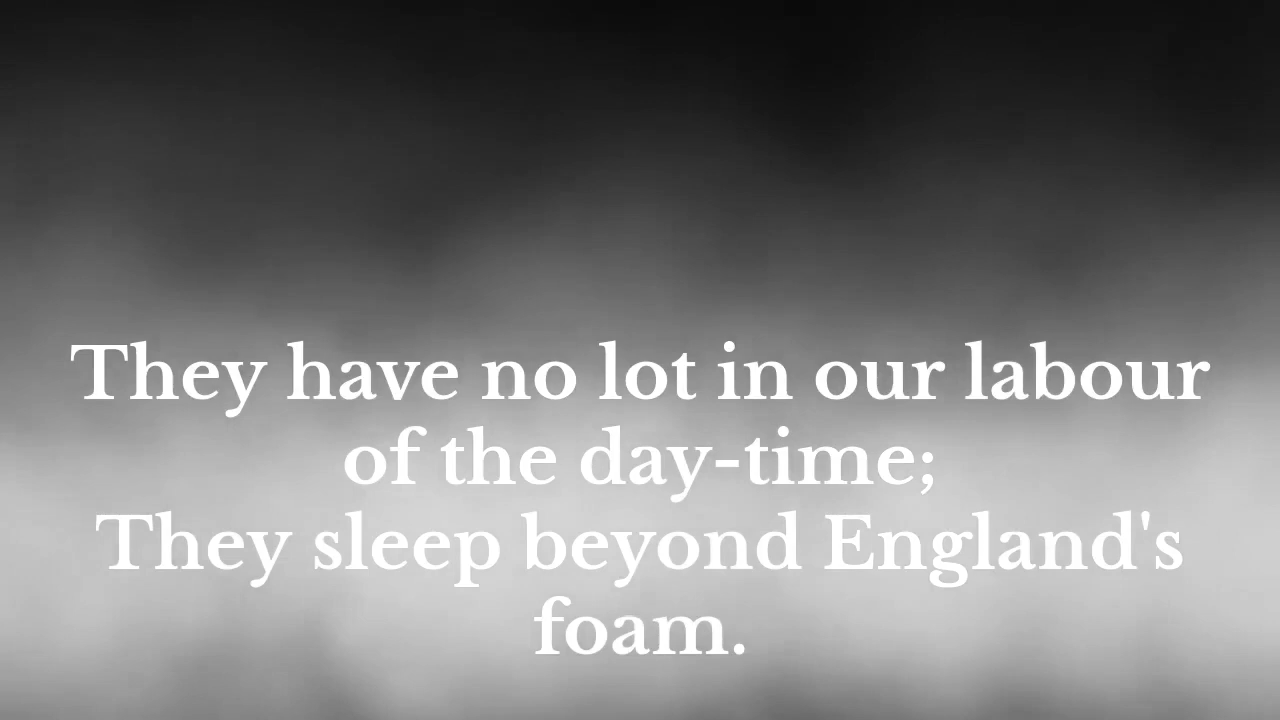 They have no lot in our labour
of the day-time;
They sleep beyond England's
foam.